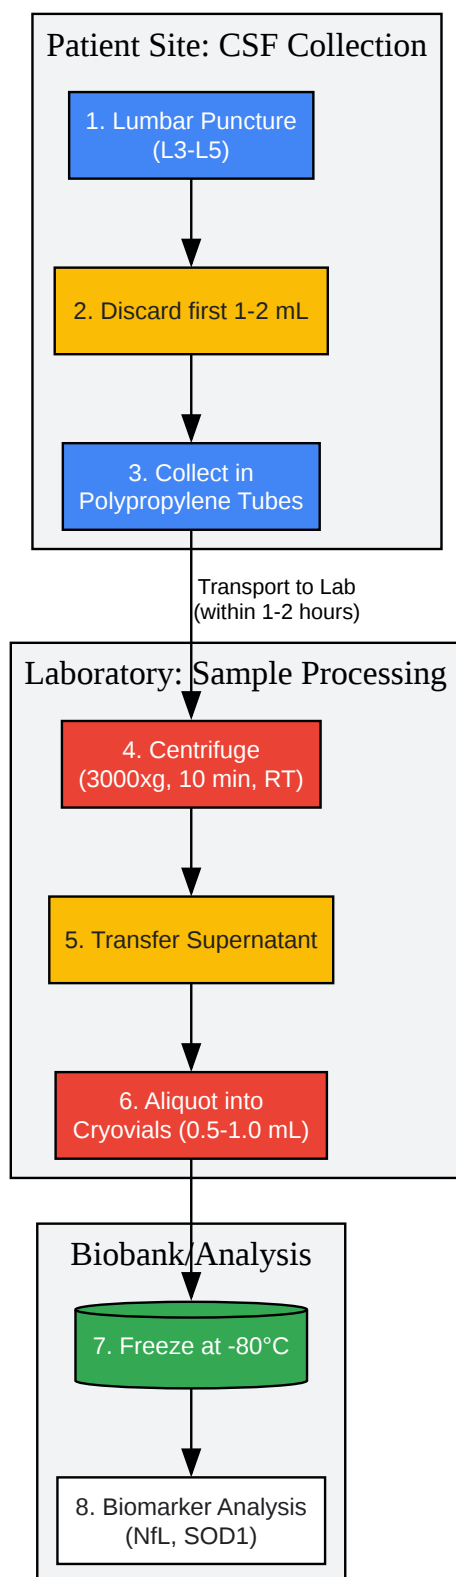 Patient Site: CSF Collection
1. Lumbar Puncture
(L3-L5)
2. Discard first 1-2 mL
3. Collect in
Polypropylene Tubes
Transport to Lab
(within 1-2 hours)
Laboratory: Sample Processing
4. Centrifuge
(3000xg, 10 min, RT)
5. Transfer Supernatant
6. Aliquot into
Cryovials (0.5-1.0 mL)
Biobank/Analysis
7. Freeze at -80°C
8. Biomarker Analysis
(NfL, SOD1)